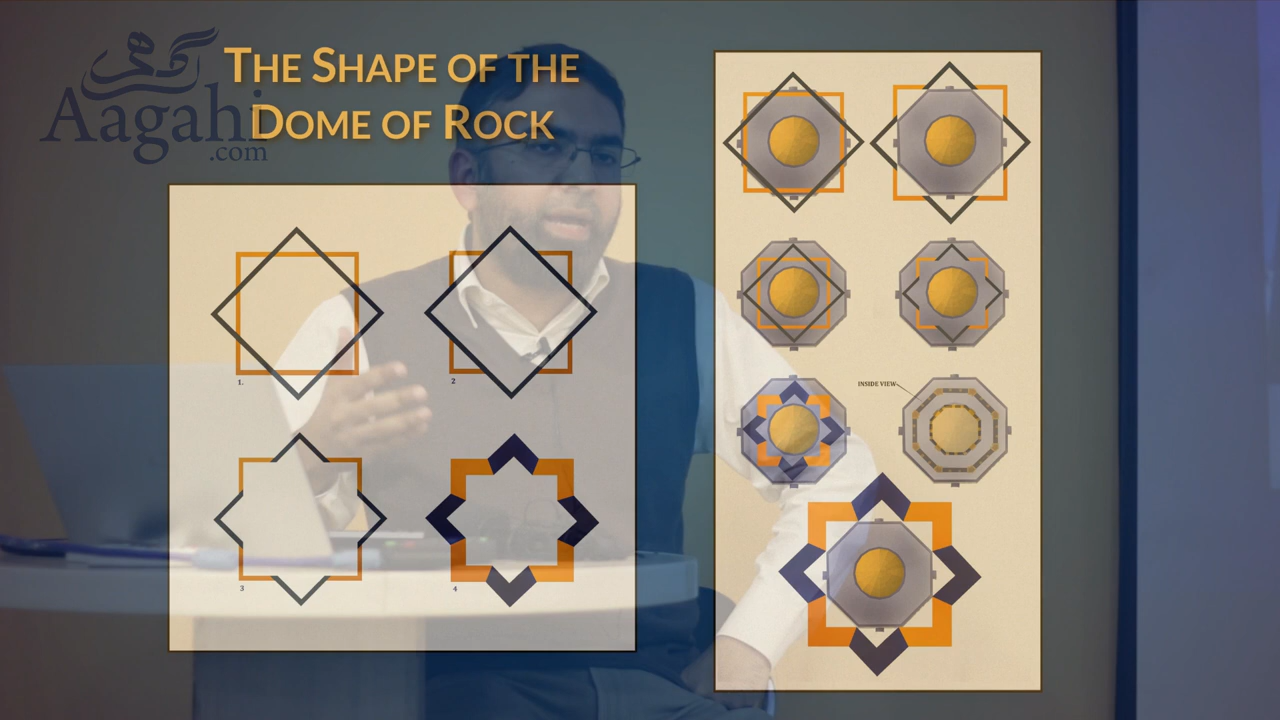 آگہی
Aagahi
.com
THE SHAPE OF THE
DOME OF ROCK
1.
2
3
4
INSIDE VIEW